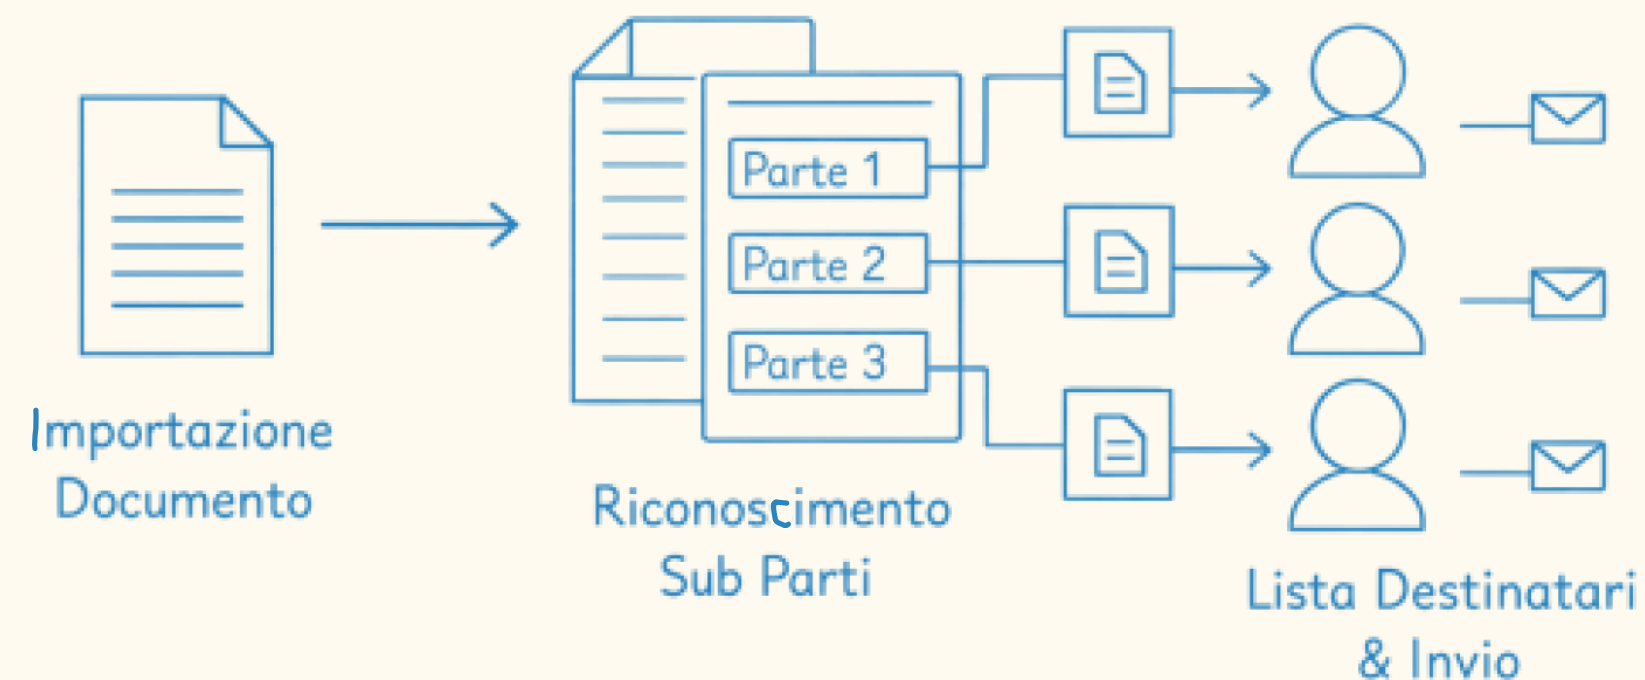 Importazione
Documento
Parte 1
Parte 2
Parte 3
Riconoscimento
Sub Parti
Lista Destinatari
& Invio